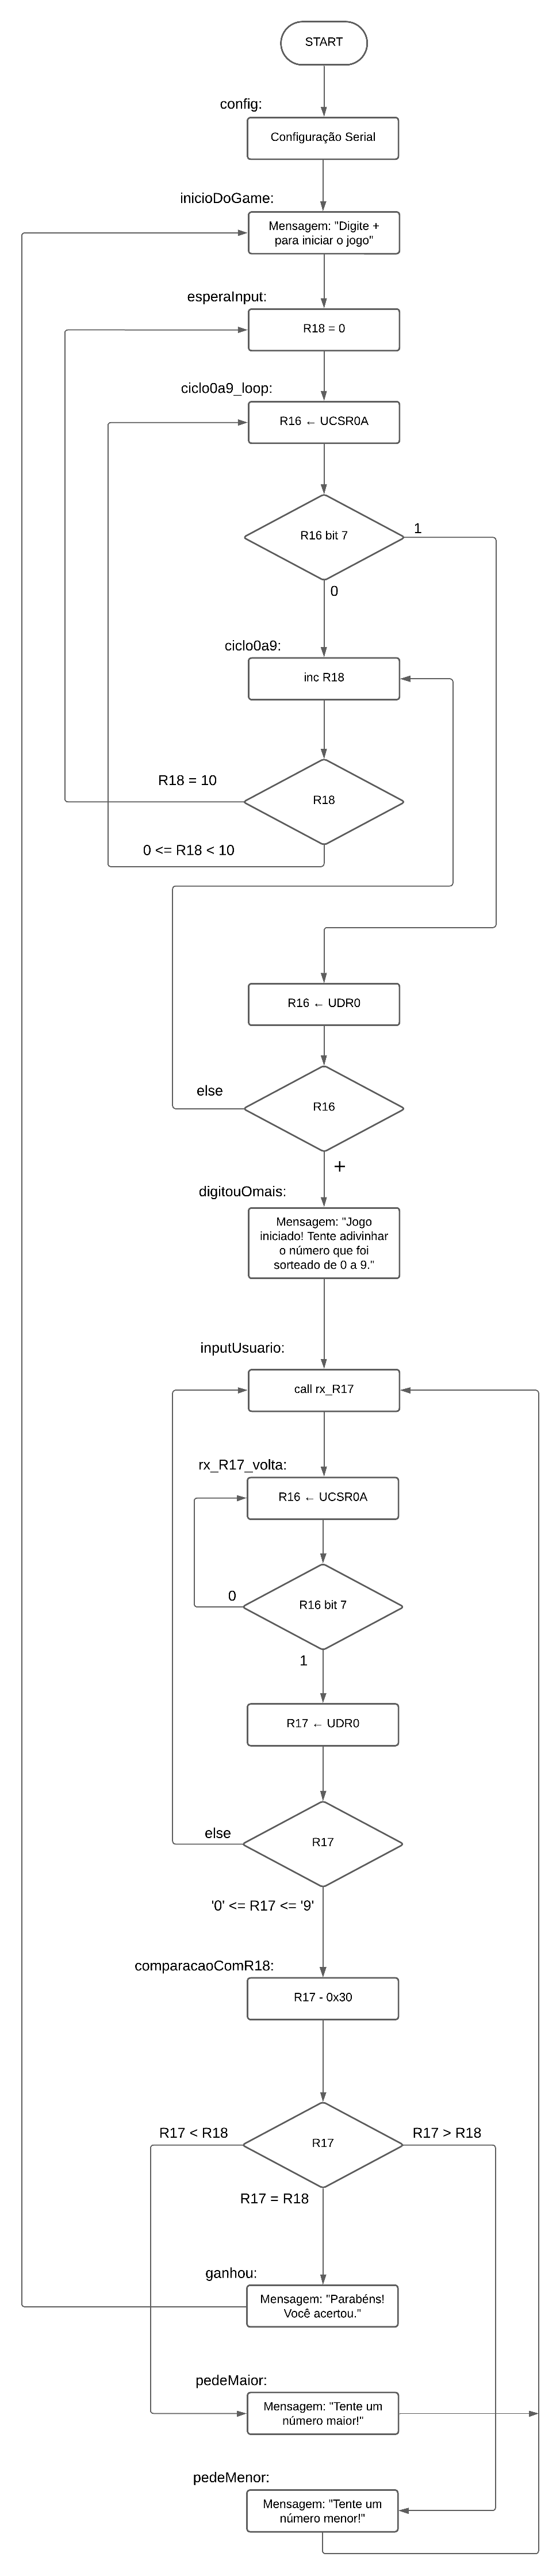 START
config:
Configuração Serial
inicioDoGame:
Mensagem: "Digite +
para iniciar o jogo"
esperaInput:
R18 = 0
ciclo0a9_loop:
R16 ← UCSR0A
R16 bit 7
1
0
ciclo0a9:
inc R18
R18 = 10
R18
0 <= R18 < 10
R16 ← UDR0
else
R16
+
digitouOmais:
Mensagem: "Jogo
iniciado! Tente adivinhar
o número que foi
sorteado de 0 a 9."
inputUsuario:
call rx_R17
rx_R17_volta:
R16 ← UCSR0A
0
R16 bit 7
1
R17 ← UDR0
else
R17
'0' <= R17 <= '9'
comparacaoComR18:
R17 - 0x30
R17 < R18
R17
R17 > R18
R17 = R18
ganhou:
Mensagem: "Parabéns!
Você acertou."
pedeMaior:
Mensagem: "Tente um
número maior!"
pedeMenor:
Mensagem: "Tente um
número menor!"